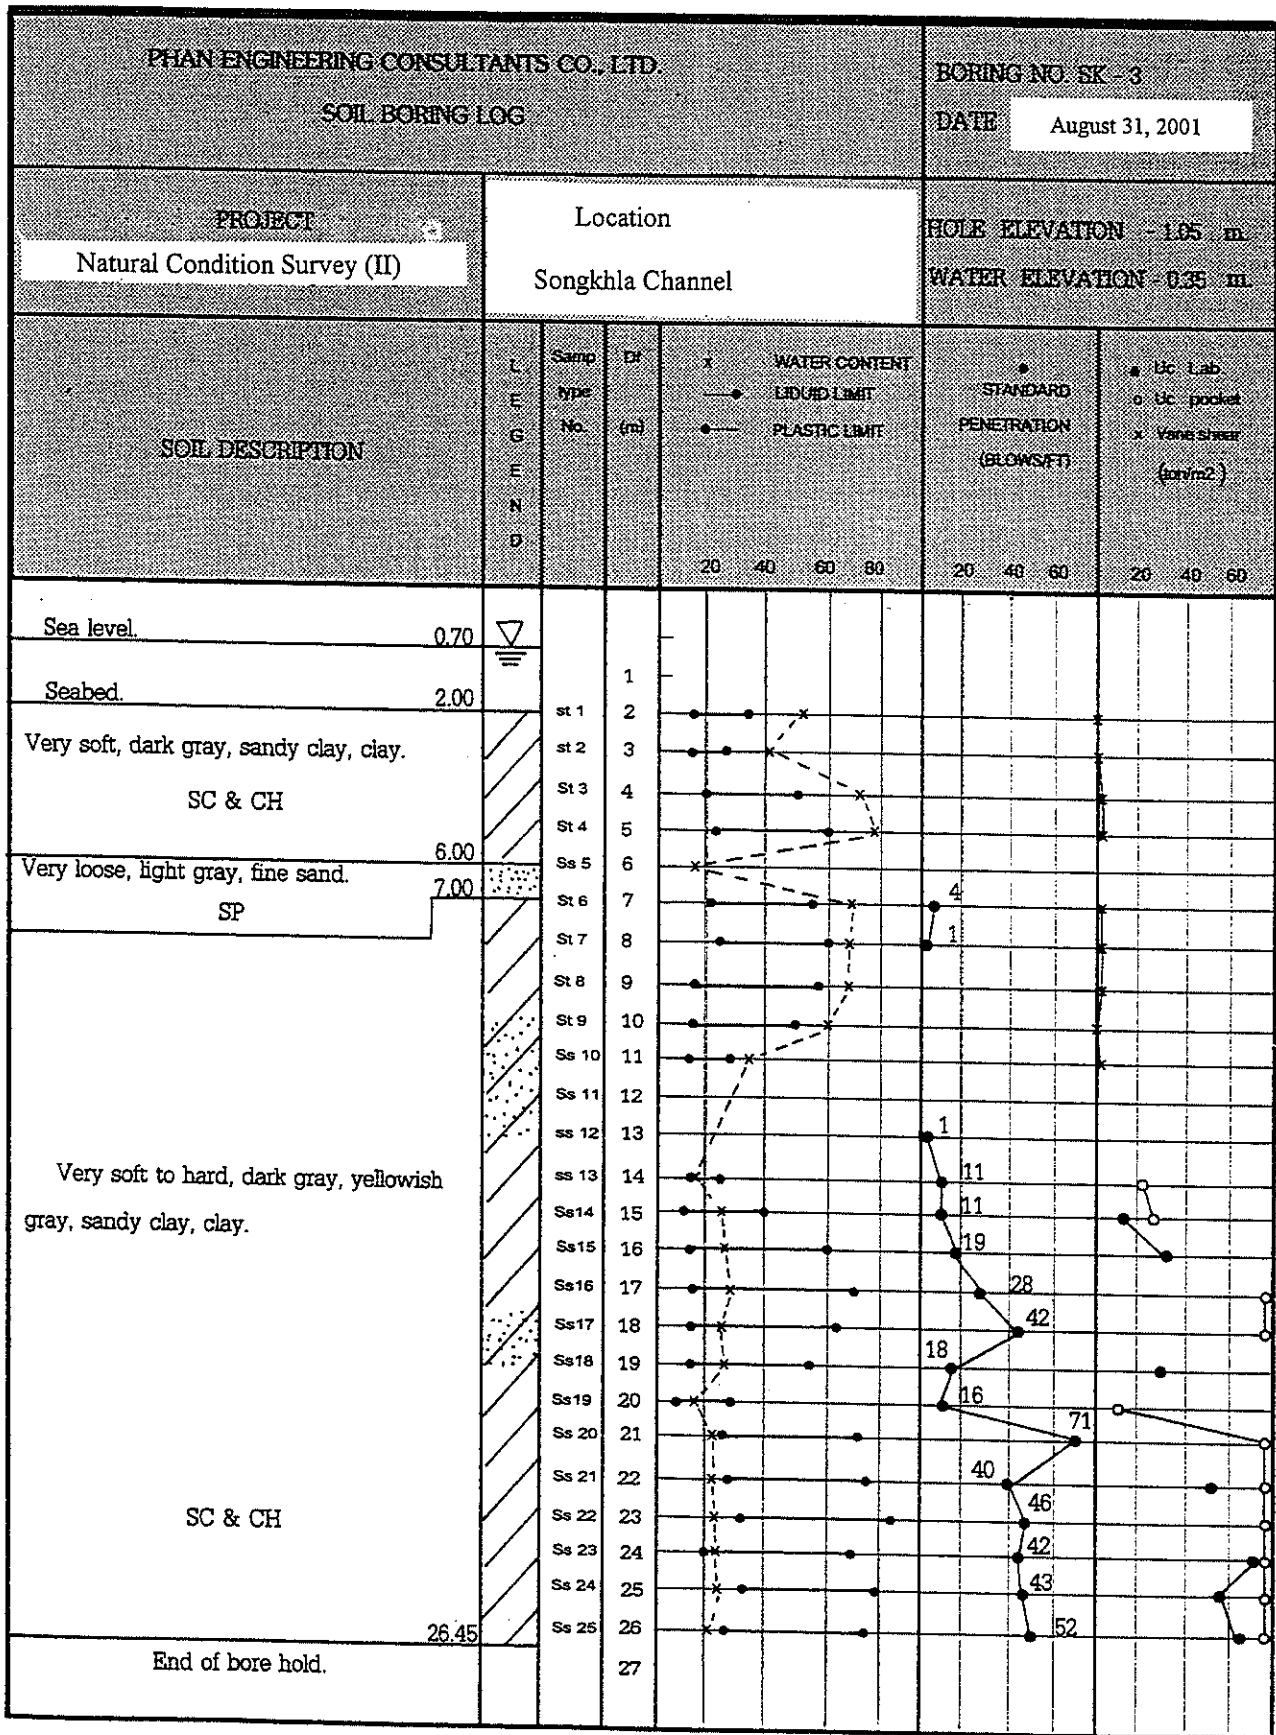 PHAN ENGINEERING CONSULTANTS CO., LTD.
SOIL BORING LOG
BORING NO. SK - 3
DATE August 31, 2001
PROJECT
Natural Condition Survey (II)
Location
Songkhla Channel
HOLE ELEVATION - 1.05 m.
WATER ELEVATION - 0.35 m.
SOIL DESCRIPTION
LEGEND
Samp type No.
Df (m)
x WATER CONTENT
LIQUID LIMIT
PLASTIC LIMIT
STANDARD
PENETRATION
(BLOWS/FT)
Uc Lab.
Uc pocket
x Vane shear
(ton/m2)
20 40 60 80 20 40 60 20 40 60
Sea level. 0.70
1
Seabed. 2.00
st 1 2
Very soft, dark gray, sandy clay, clay.
st 2 3
SC & CH
St 3 4
St 4 5
6.00
Ss 5 6
Very loose, light gray, fine sand.
7.00
SP
St 6 7 4
St 7 8 1
St 8 9
St 9 10
Ss 10 11
Ss 11 12
ss 12 13 1
Very soft to hard, dark gray, yellowish
ss 13 14 11
gray, sandy clay, clay.
Ss14 15 11
Ss15 16 19
Ss16 17 28
Ss17 18 42
Ss18 19 18
Ss19 20 16
Ss 20 21 71
Ss 21 22 40
SC & CH
Ss 22 23 46
Ss 23 24 42
Ss 24 25 43
26.45
Ss 25 26 52
End of bore hold.
27